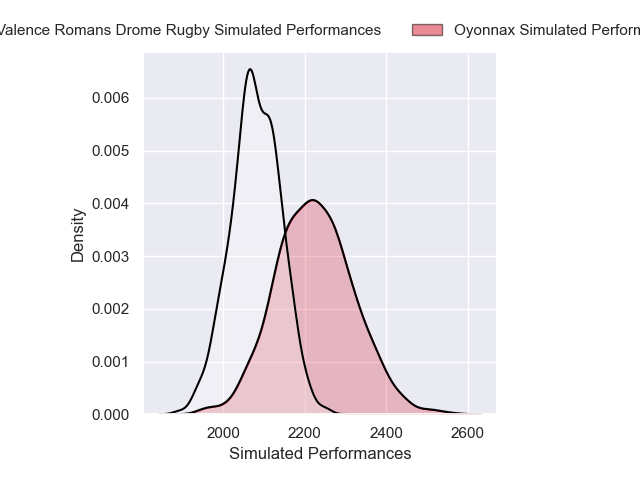 Valence Romans Drome Rugby Simulated Performances
Oyonnax Simulated Perform
0.006
0.005
0.004
0.003
0.002
0.001
0.000
Density
2000 2200 2400 2600
Simulated Performances